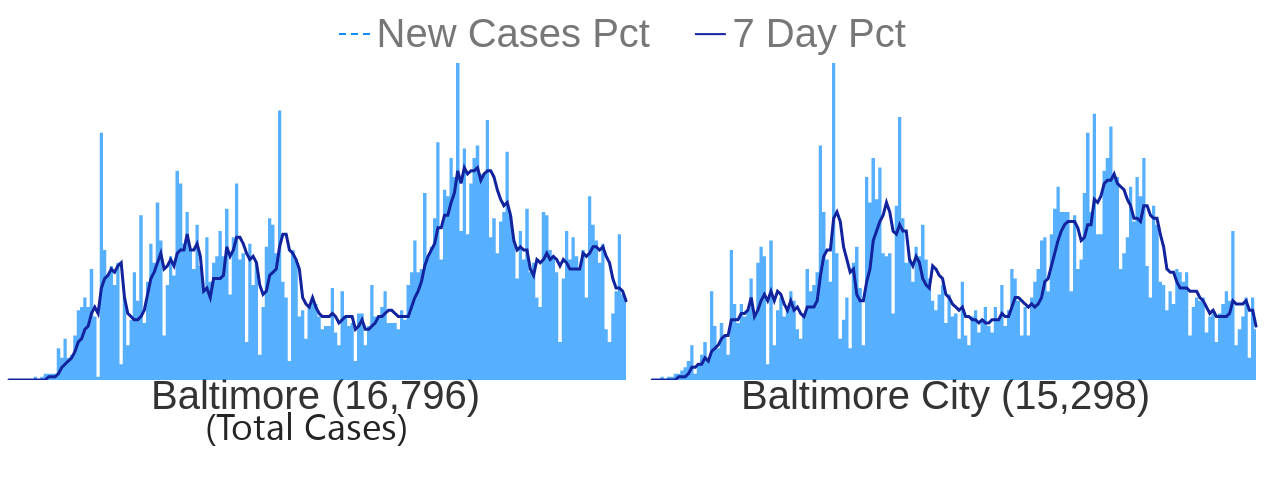 New Cases Pct 7 Day Pct
Baltimore (16,796) Baltimore City (15,298)
(Total Cases)